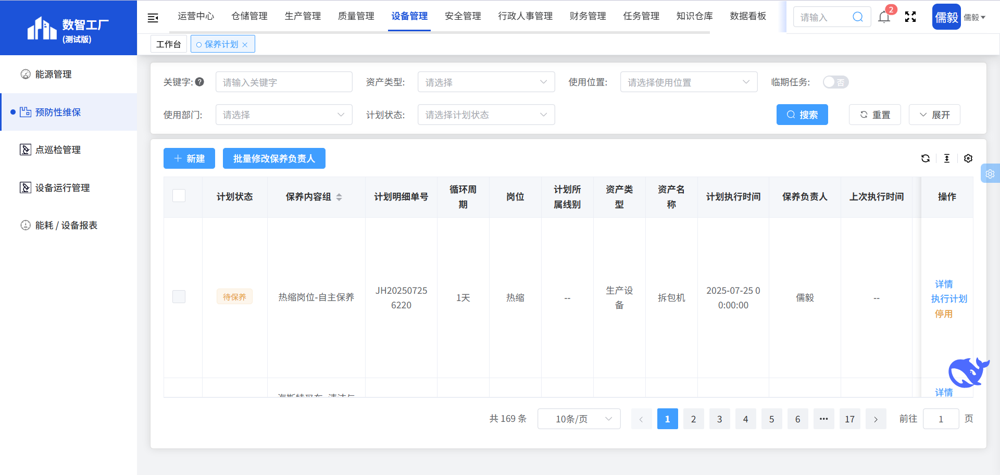 数智工厂
(测试版)
运营中心 仓储管理 生产管理 质量管理 设备管理 安全管理 行政人事管理 财务管理 任务管理 知识仓库 数据看板
请输入
2
儒毅
儒毅
工作台
保养计划
能源管理
预防性维保
点巡检管理
设备运行管理
能耗 / 设备报表
关键字: 请输入关键字
资产类型: 请选择
使用位置: 请选择使用位置
临期任务: 否
使用部门: 请选择
计划状态: 请选择计划状态
搜索
重置
展开
新建
批量修改保养负责人
计划状态
保养内容组
计划明细单号
循环周
期
岗位
计划所
属线别
资产类
型
资产名
称
计划执行时间
保养负责人
上次执行时间
操作
待保养
热缩岗位-自主保养
JH20250725
6220
1天
热缩
--
生产设
备
拆包机
2025-07-25 0
0:00:00
儒毅
--
详情
执行计划
停用
详情
共 169 条
10条/页
1
2
3
4
5
6
•••
17
前往 1 页